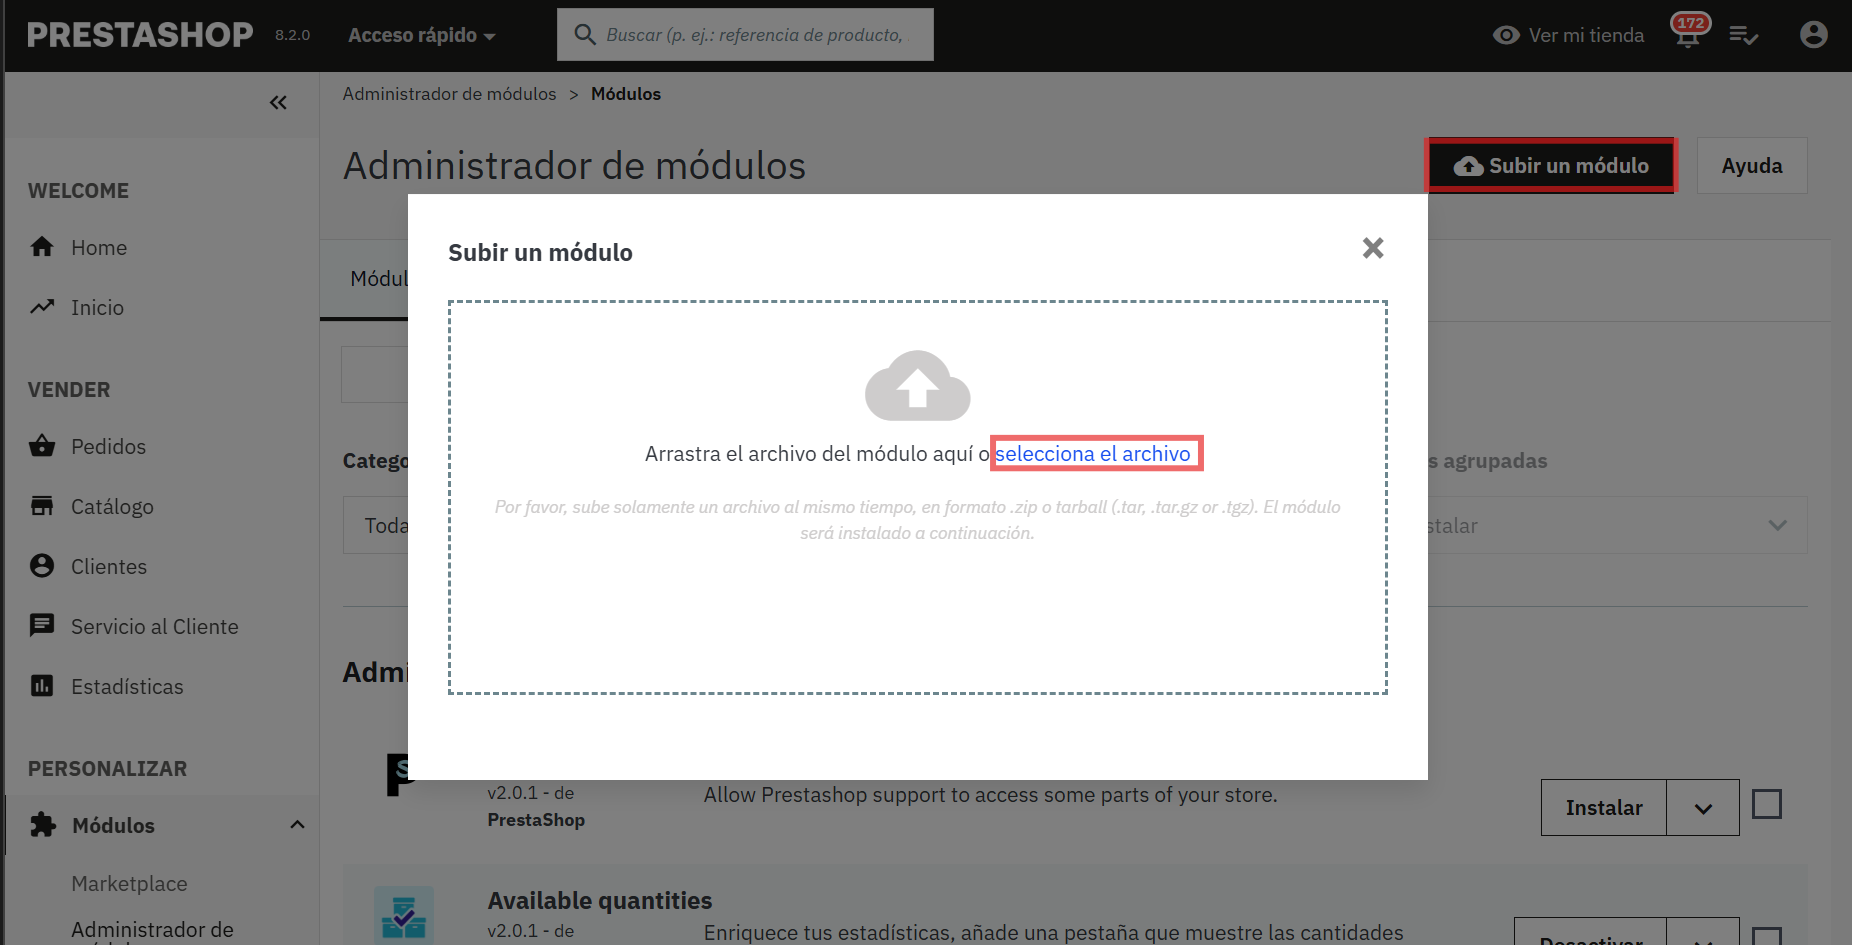 PRESTASHOP 8.2.0 Acceso rápido Buscar (p. ej.: referencia de producto, Ver mi tienda 172
Administrador de módulos > Módulos
Administrador de módulos
Subir un módulo Ayuda
WELCOME
Home
Inicio
VENDER
Pedidos
Catálogo
Clientes
Servicio al Cliente
Estadísticas
PERSONALIZAR
Módulos
Marketplace
Administrador de
Subir un módulo
Arrastra el archivo del módulo aquí o selecciona el archivo
Por favor, sube solamente un archivo al mismo tiempo, en formato .zip o tarball (.tar, .tar.gz or .tgz). El módulo
será instalado a continuación.
agrupadas
v2.0.1 - de
PrestaShop
Allow Prestashop support to access some parts of your store.
Instalar
Available quantities
v2.0.1 - de
Enriquece tus estadísticas, añade una pestaña que muestre las cantidades
Desactivar